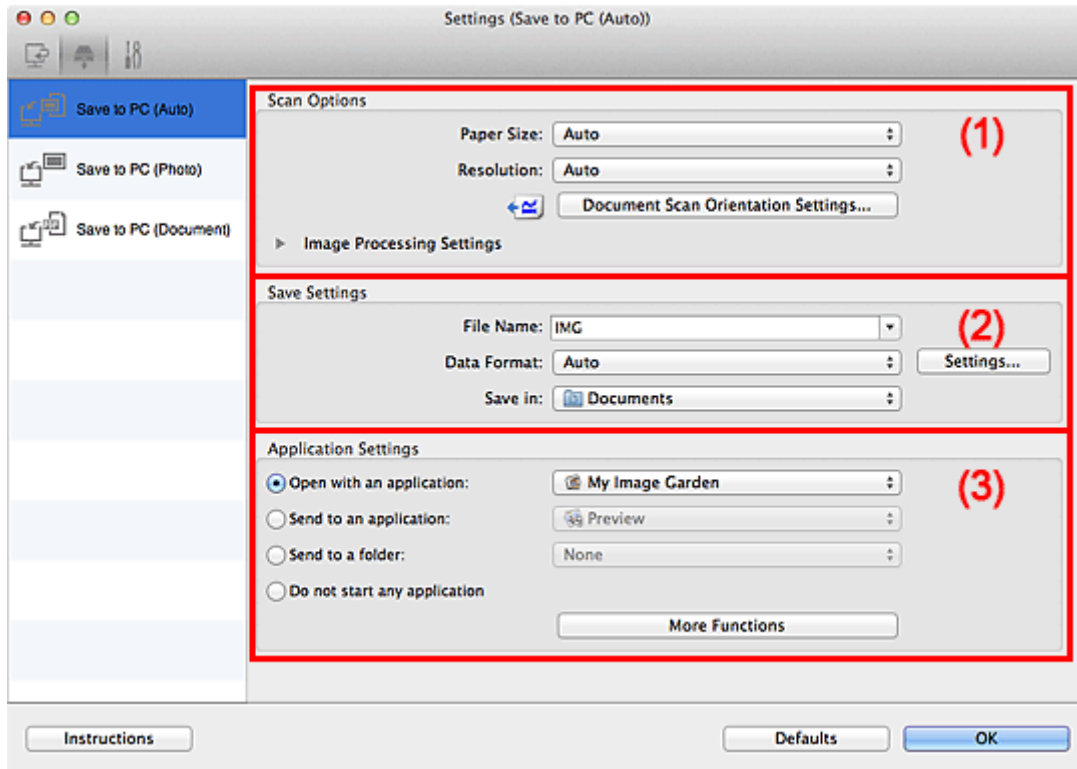 Settings (Save to PC (Auto))
Save to PC (Auto)
Save to PC (Photo)
Save to PC (Document)
Scan Options
(1)
Paper Size: Auto
Resolution: Auto
Document Scan Orientation Settings...
Image Processing Settings
Save Settings
(2)
File Name: IMG
Data Format: Auto Settings...
Save in: Documents
Application Settings
(3)
Open with an application: My Image Garden
Send to an application: Preview
Send to a folder: None
Do not start any application
More Functions
Instructions Defaults OK